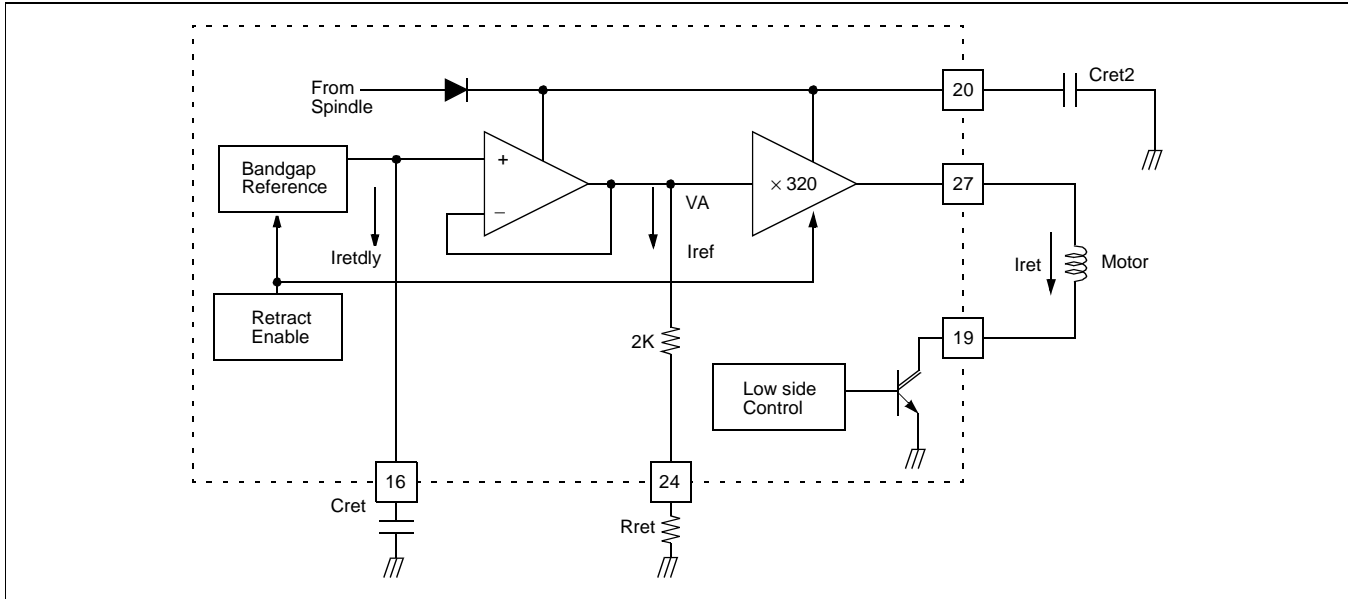 From
Spindle
20
Cret2
Bandgap
Reference
+
−
VA
× 320
27
Iretdly
Iref
Iret
Motor
Retract
Enable
2K
19
Low side
Control
16
24
Cret
Rret